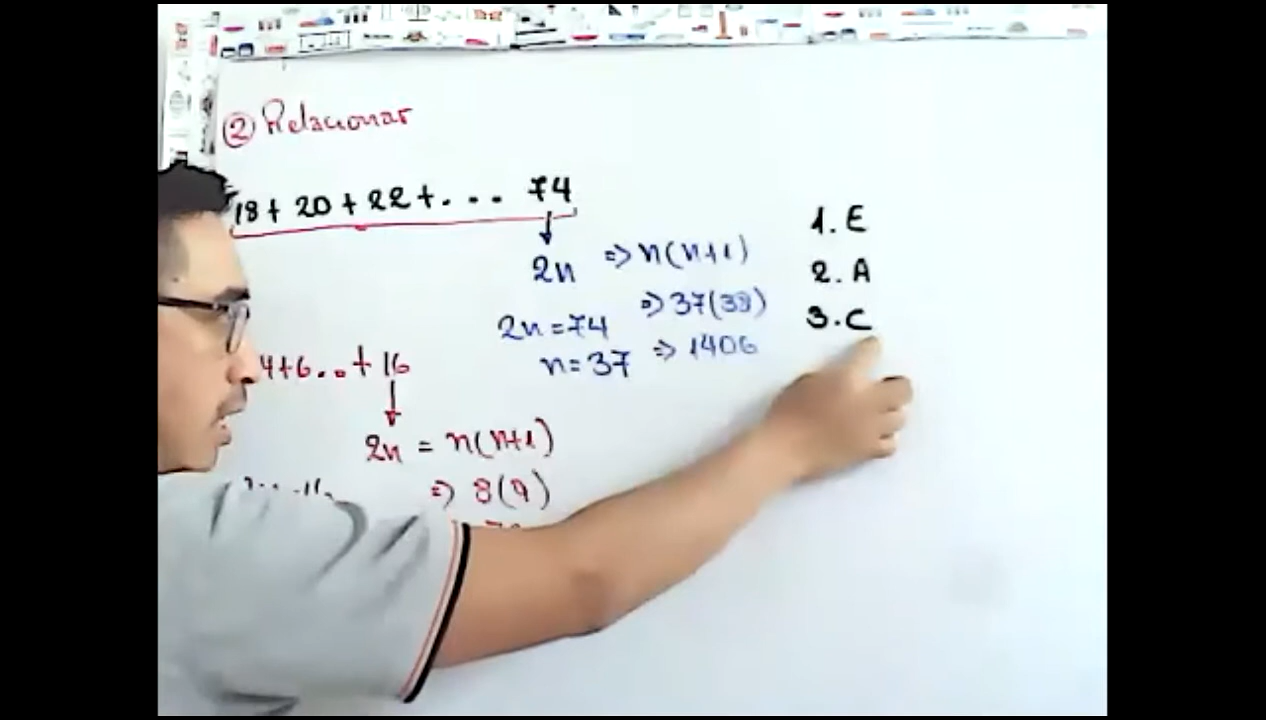 ② Relacionar
18 + 20 + 22 + . . . 74
2n ⇒ n(n+1)
2n = 74 ⇒ 37(38)
n = 37 ⇒ 1406
4+6...+ 16
2n = n(n+1)
⇒ 8(9)
1. E
2. A
3. C